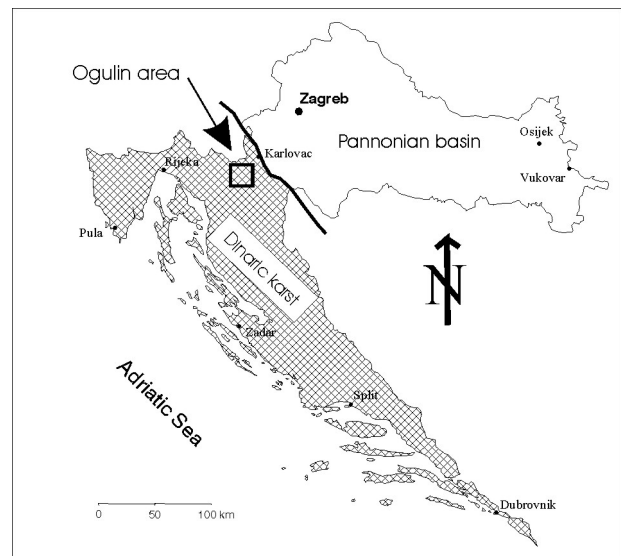 Ogulin area
Zagreb
Pannonian basin
Osijek
Vukovar
Karlovac
Rijeka
Pula
Dinaric karst
N
Zadar
Adriatic Sea
Split
Dubrovnik
0 50 100 km